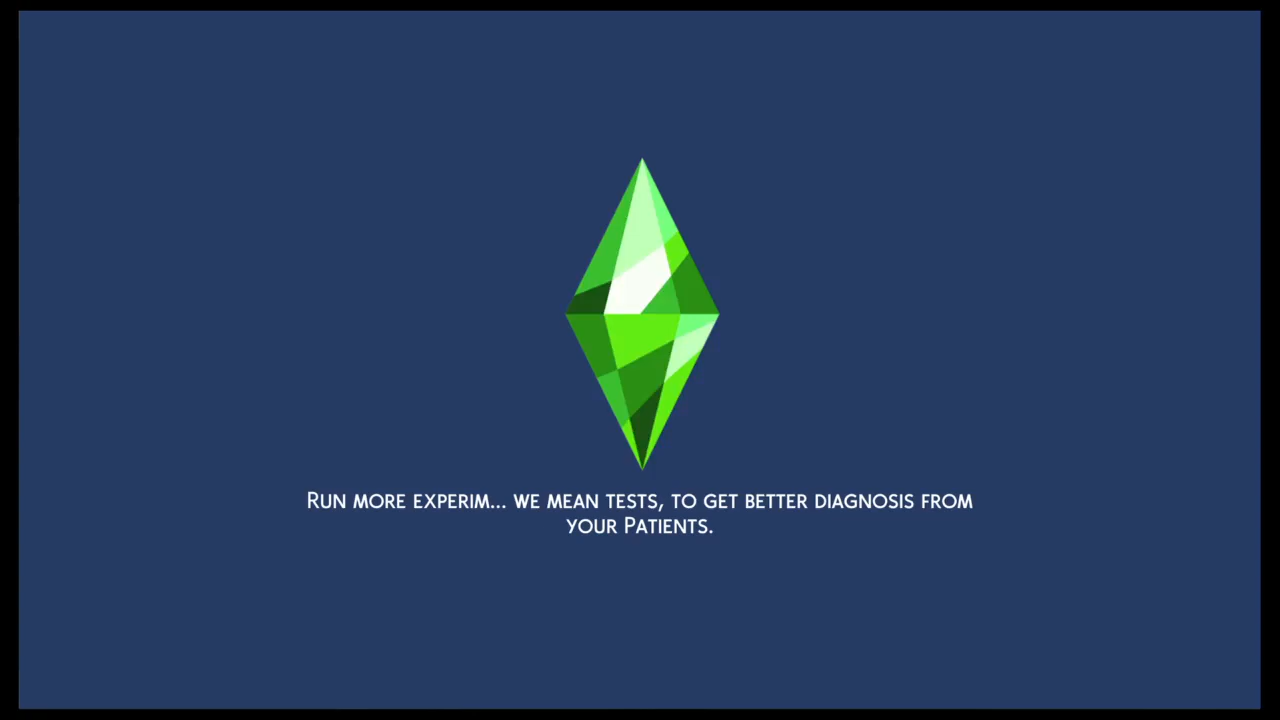 Run more experim... we mean tests, to get better diagnosis from
your Patients.